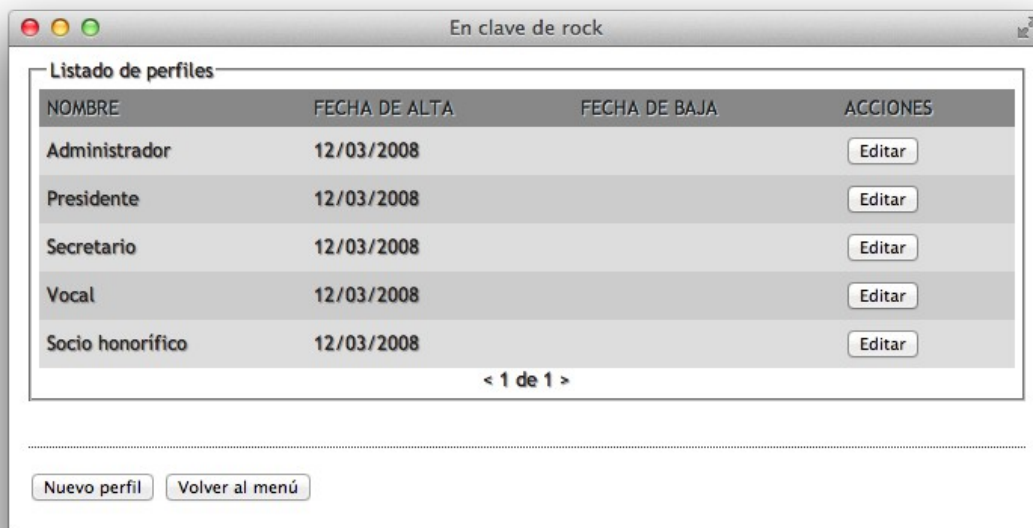 En clave de rock
Listado de perfiles
NOMBRE FECHA DE ALTA FECHA DE BAJA ACCIONES
Administrador 12/03/2008 Editar
Presidente 12/03/2008 Editar
Secretario 12/03/2008 Editar
Vocal 12/03/2008 Editar
Socio honorífico 12/03/2008 Editar
< 1 de 1 >
Nuevo perfil Volver al menú